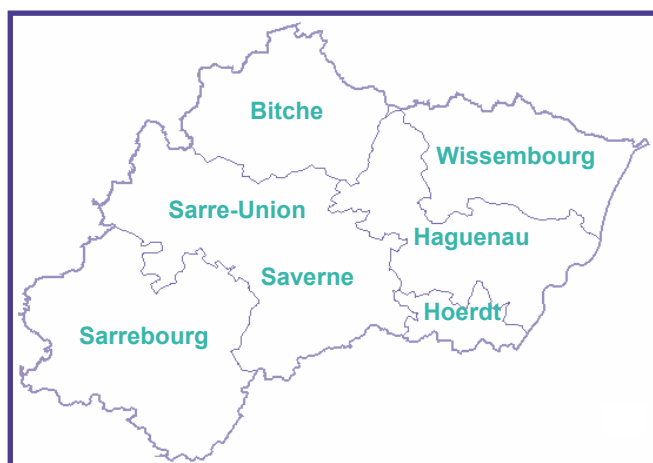 Bitche
Wissembourg
Sarre-Union
Haguenau
Saverne
Hoerdt
Sarrebourg